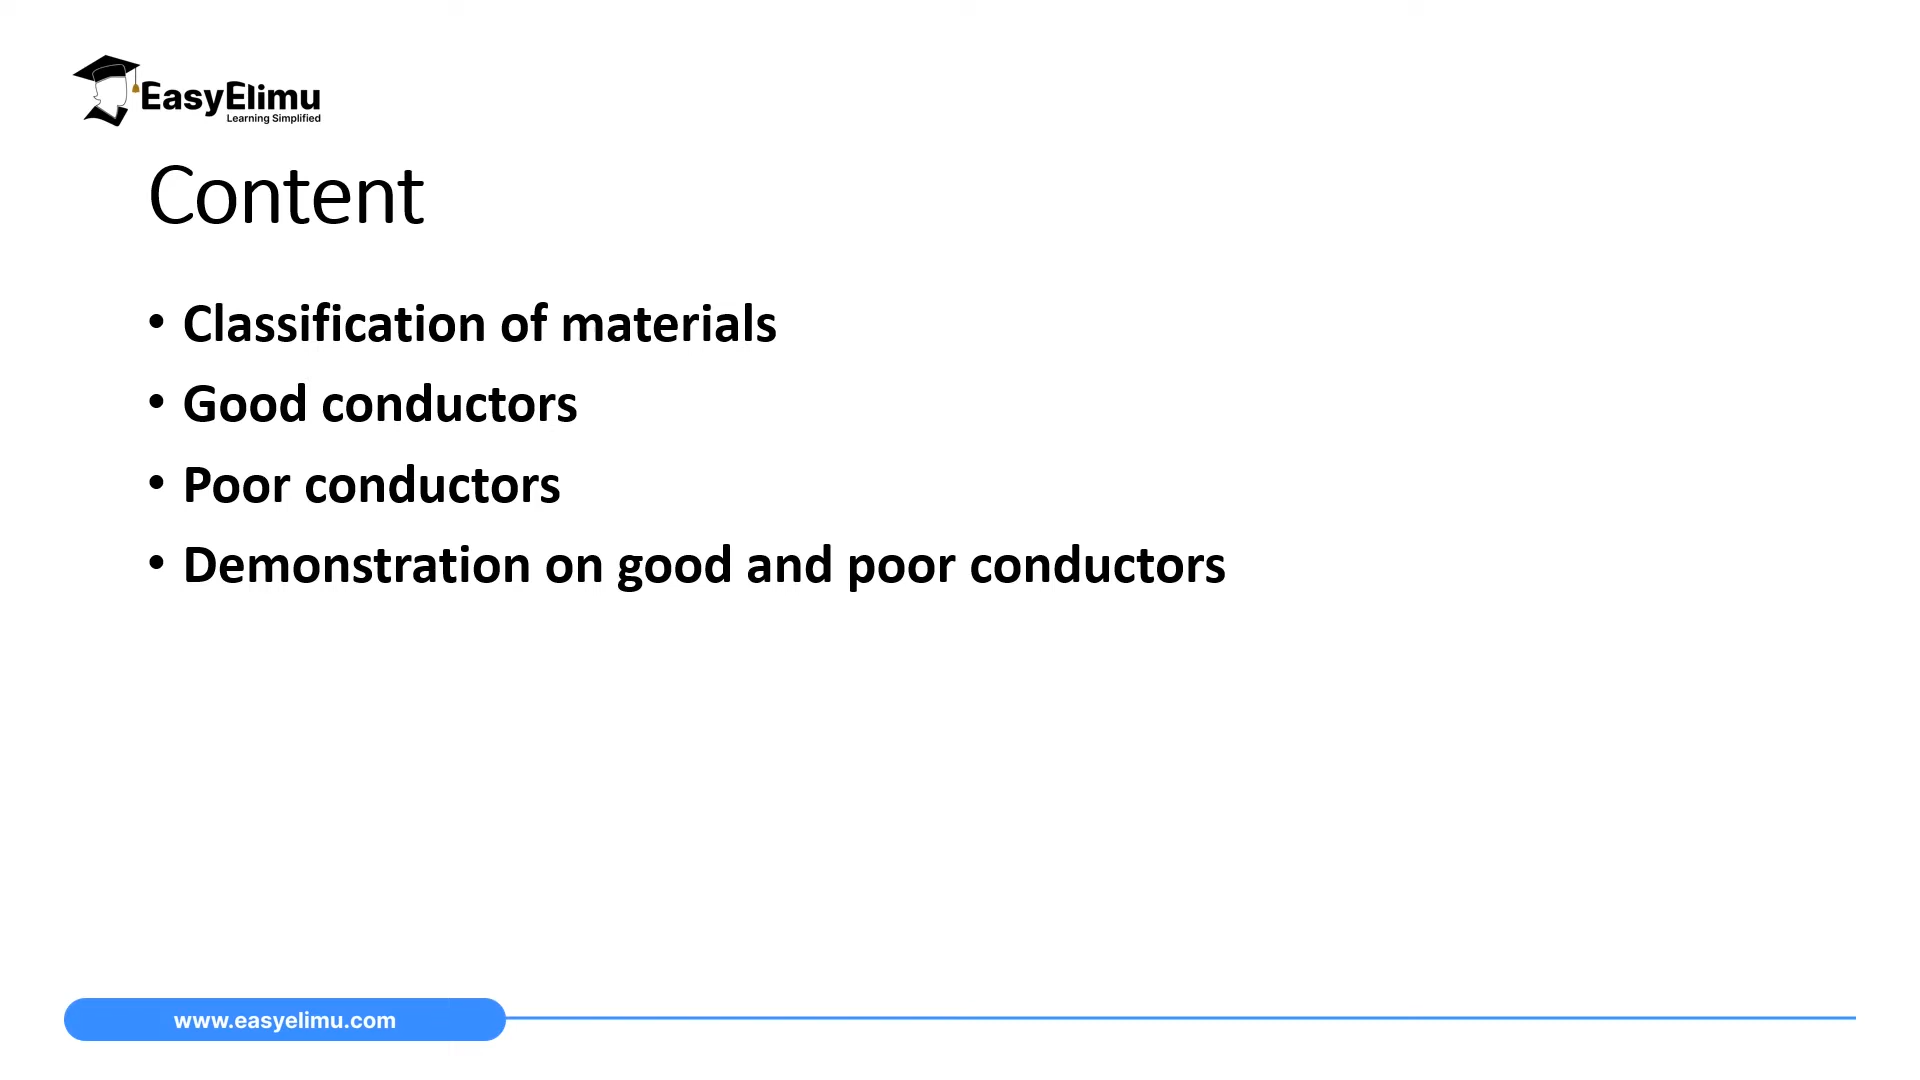 EasyElimu
Learning Simplified
Content
• Classification of materials
• Good conductors
• Poor conductors
• Demonstration on good and poor conductors
www.easyelimu.com